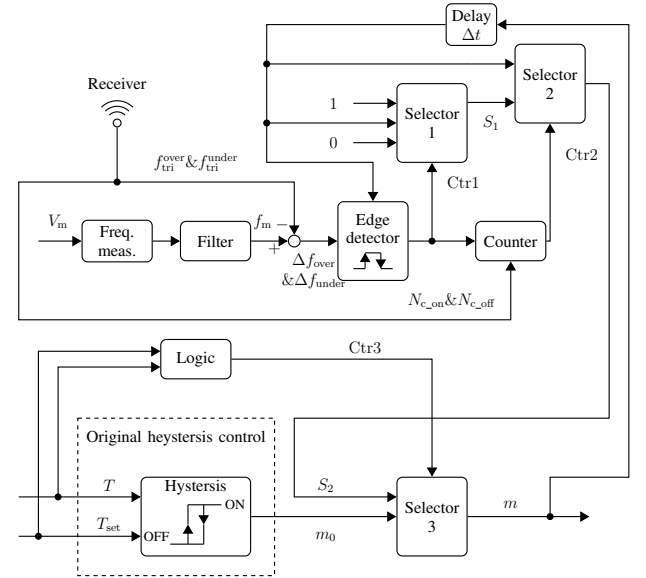 Delay
Δt
Receiver
Selector
2
1
0
Selector
1
S₁
Ctr2
f_tri^over & f_tri^under
Ctr1
V_m
Freq.
meas.
Filter
f_m
−
+
Edge
detector
Counter
Δf_over
&Δf_under
N_c_on&N_c_off
Logic
Ctr3
Original heystersis control
T
Hystersis
ON
OFF
T_set
S₂
m₀
Selector
3
m